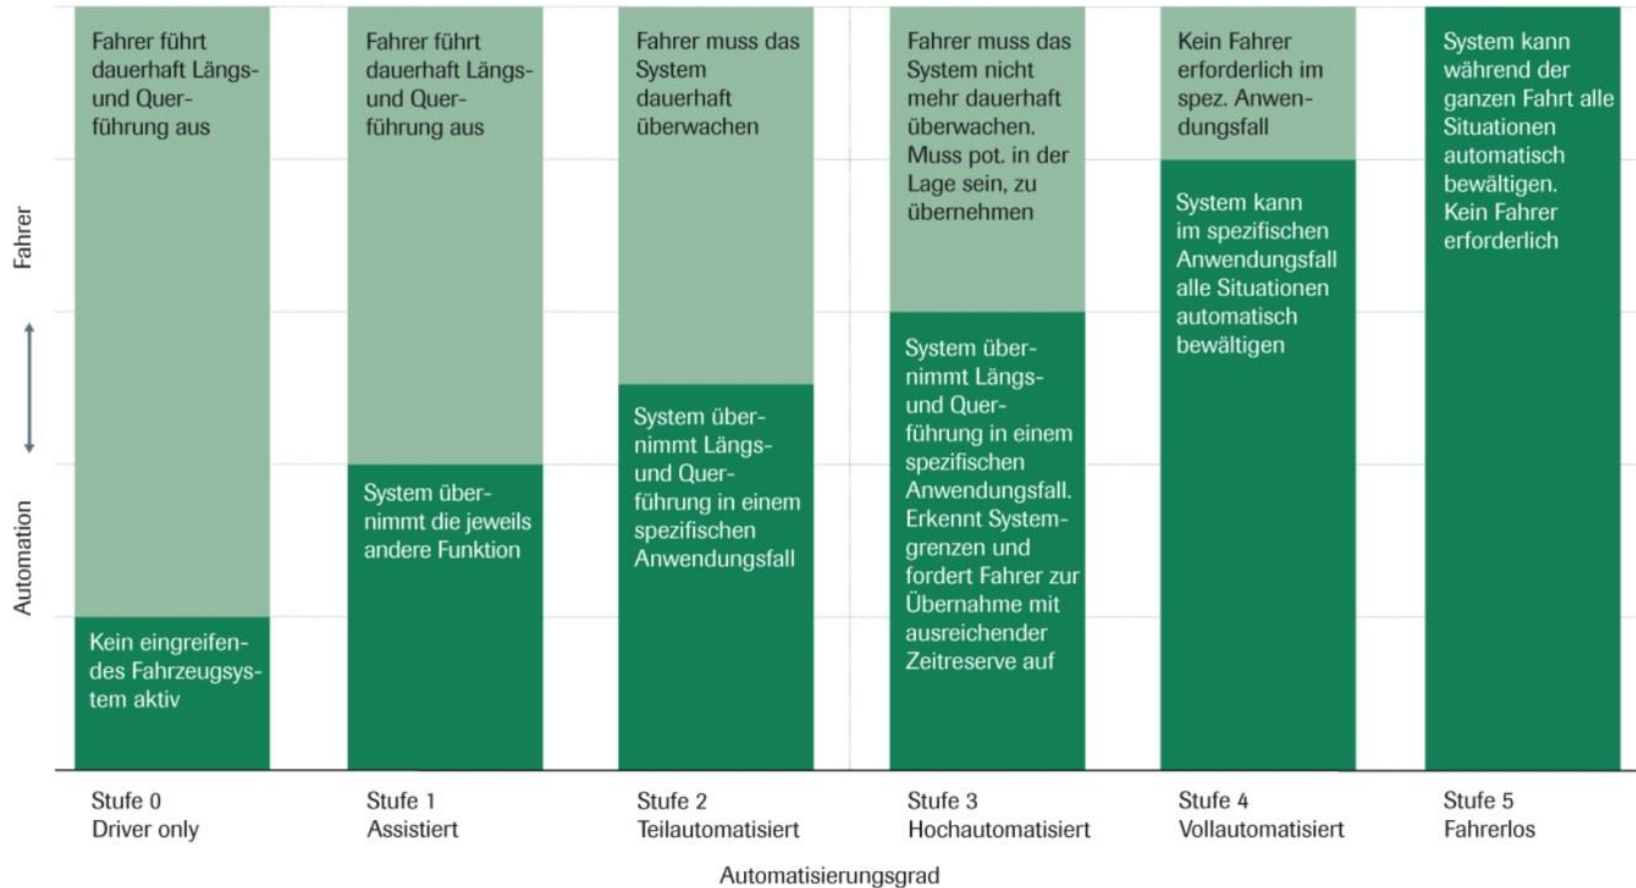 Fahrer führt
dauerhaft Längs-
und Quer-
führung aus
Fahrer führt
dauerhaft Längs-
und Quer-
führung aus
Fahrer muss das
System
dauerhaft
überwachen
Fahrer muss das
System nicht
mehr dauerhaft
überwachen.
Muss pot. in der
Lage sein, zu
übernehmen
Kein Fahrer
erforderlich im
spez. Anwen-
dungsfall
System kann
während der
ganzen Fahrt alle
Situationen
automatisch
bewältigen.
Kein Fahrer
erforderlich
Fahrer
Automation
Kein eingreifen-
des Fahrzeugsys-
tem aktiv
System über-
nimmt die jeweils
andere Funktion
System über-
nimmt Längs-
und Quer-
führung in einem
spezifischen
Anwendungsfall
System über-
nimmt Längs-
und Quer-
führung in einem
spezifischen
Anwendungsfall.
Erkennt System-
grenzen und
fordert Fahrer zur
Übernahme mit
ausreichender
Zeitreserve auf
System kann
im spezifischen
Anwendungsfall
alle Situationen
automatisch
bewältigen
Stufe 0
Driver only
Stufe 1
Assistiert
Stufe 2
Teilautomatisiert
Stufe 3
Hochautomatisiert
Stufe 4
Vollautomatisiert
Stufe 5
Fahrerlos
Automatisierungsgrad